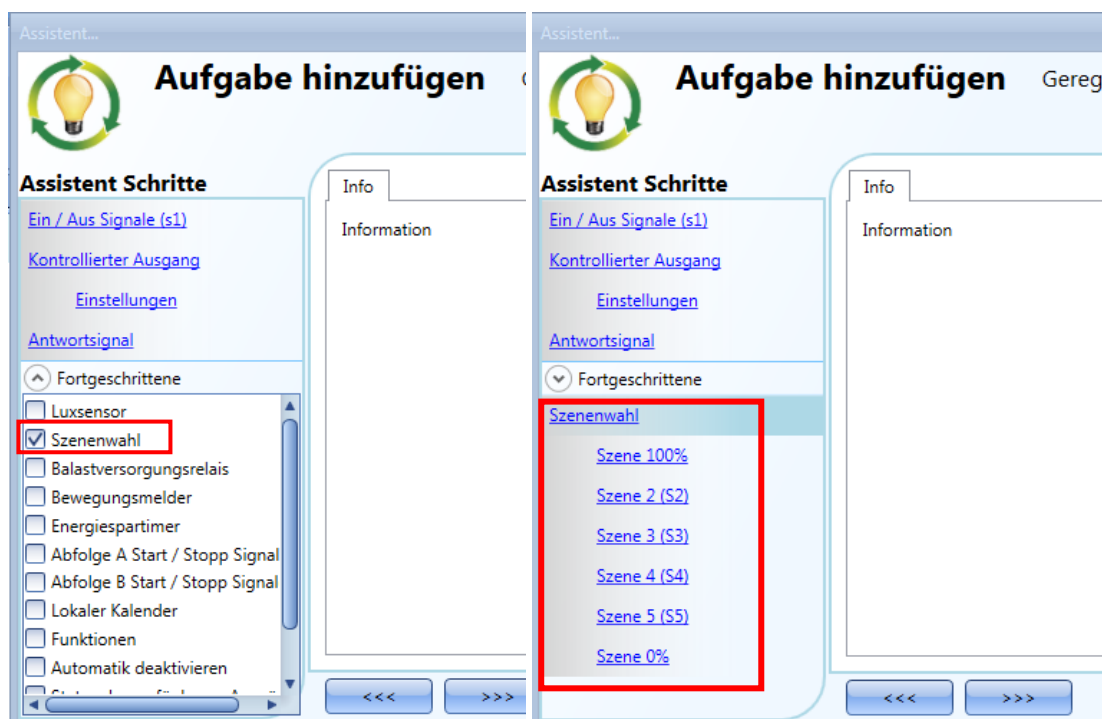 Assistent...
Aufgabe hinzufügen
Assistent Schritte
Info
Ein / Aus Signale (s1)
Information
Kontrollierter Ausgang
Einstellungen
Antwortsignal
Fortgeschrittene
Luxsensor
Szenenwahl
Balastversorgungsrelais
Bewegungsmelder
Energiespartimer
Abfolge A Start / Stopp Signal
Abfolge B Start / Stopp Signal
Lokaler Kalender
Funktionen
Automatik deaktivieren
<<< >>>
Assistent...
Aufgabe hinzufügen Gereg
Assistent Schritte
Info
Ein / Aus Signale (s1)
Information
Kontrollierter Ausgang
Einstellungen
Antwortsignal
Fortgeschrittene
Szenenwahl
Szene 100%
Szene 2 (S2)
Szene 3 (S3)
Szene 4 (S4)
Szene 5 (S5)
Szene 0%
<<< >>>